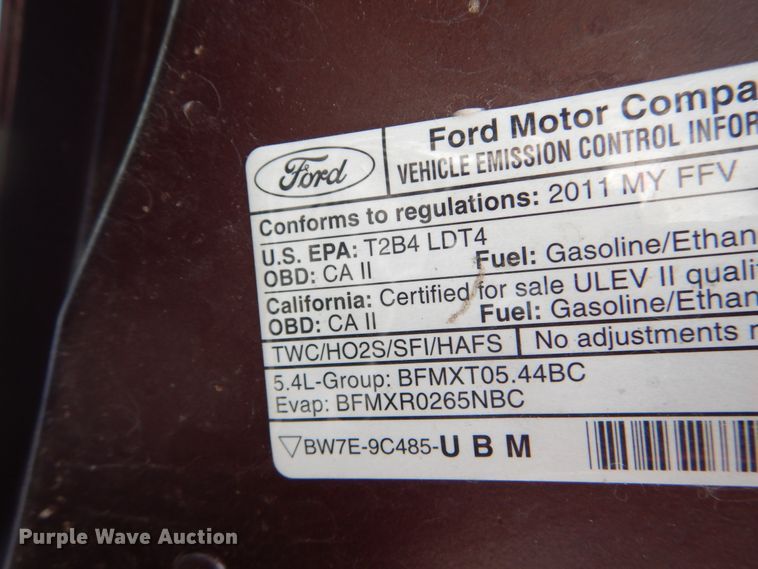 Ford Motor Compa
Ford
VEHICLE EMISSION CONTROL INFOR
Conforms to regulations: 2011 MY FFV
U.S. EPA: T2B4 LDT4
OBD: CA II Fuel: Gasoline/Ethan
California: Certified for sale ULEV II quali
OBD: CA II Fuel: Gasoline/Ethan
TWC/HO2S/SFI/HAFS No adjustments n
5.4L-Group: BFMXT05.44BC
Evap: BFMXR0265NBC
BW7E-9C485-U B M
Purple Wave Auction